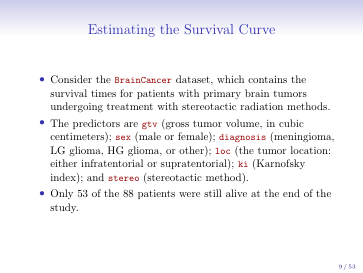 Estimating the Survival Curve
• Consider the BrainCancer dataset, which contains the
survival times for patients with primary brain tumors
undergoing treatment with stereotactic radiation methods.
• The predictors are gtv (gross tumor volume, in cubic
centimeters); sex (male or female); diagnosis (meningioma,
LG glioma, HG glioma, or other); loc (the tumor location:
either infratentorial or supratentorial); ki (Karnofsky
index); and stereo (stereotactic method).
• Only 53 of the 88 patients were still alive at the end of the
study.
9 / 53